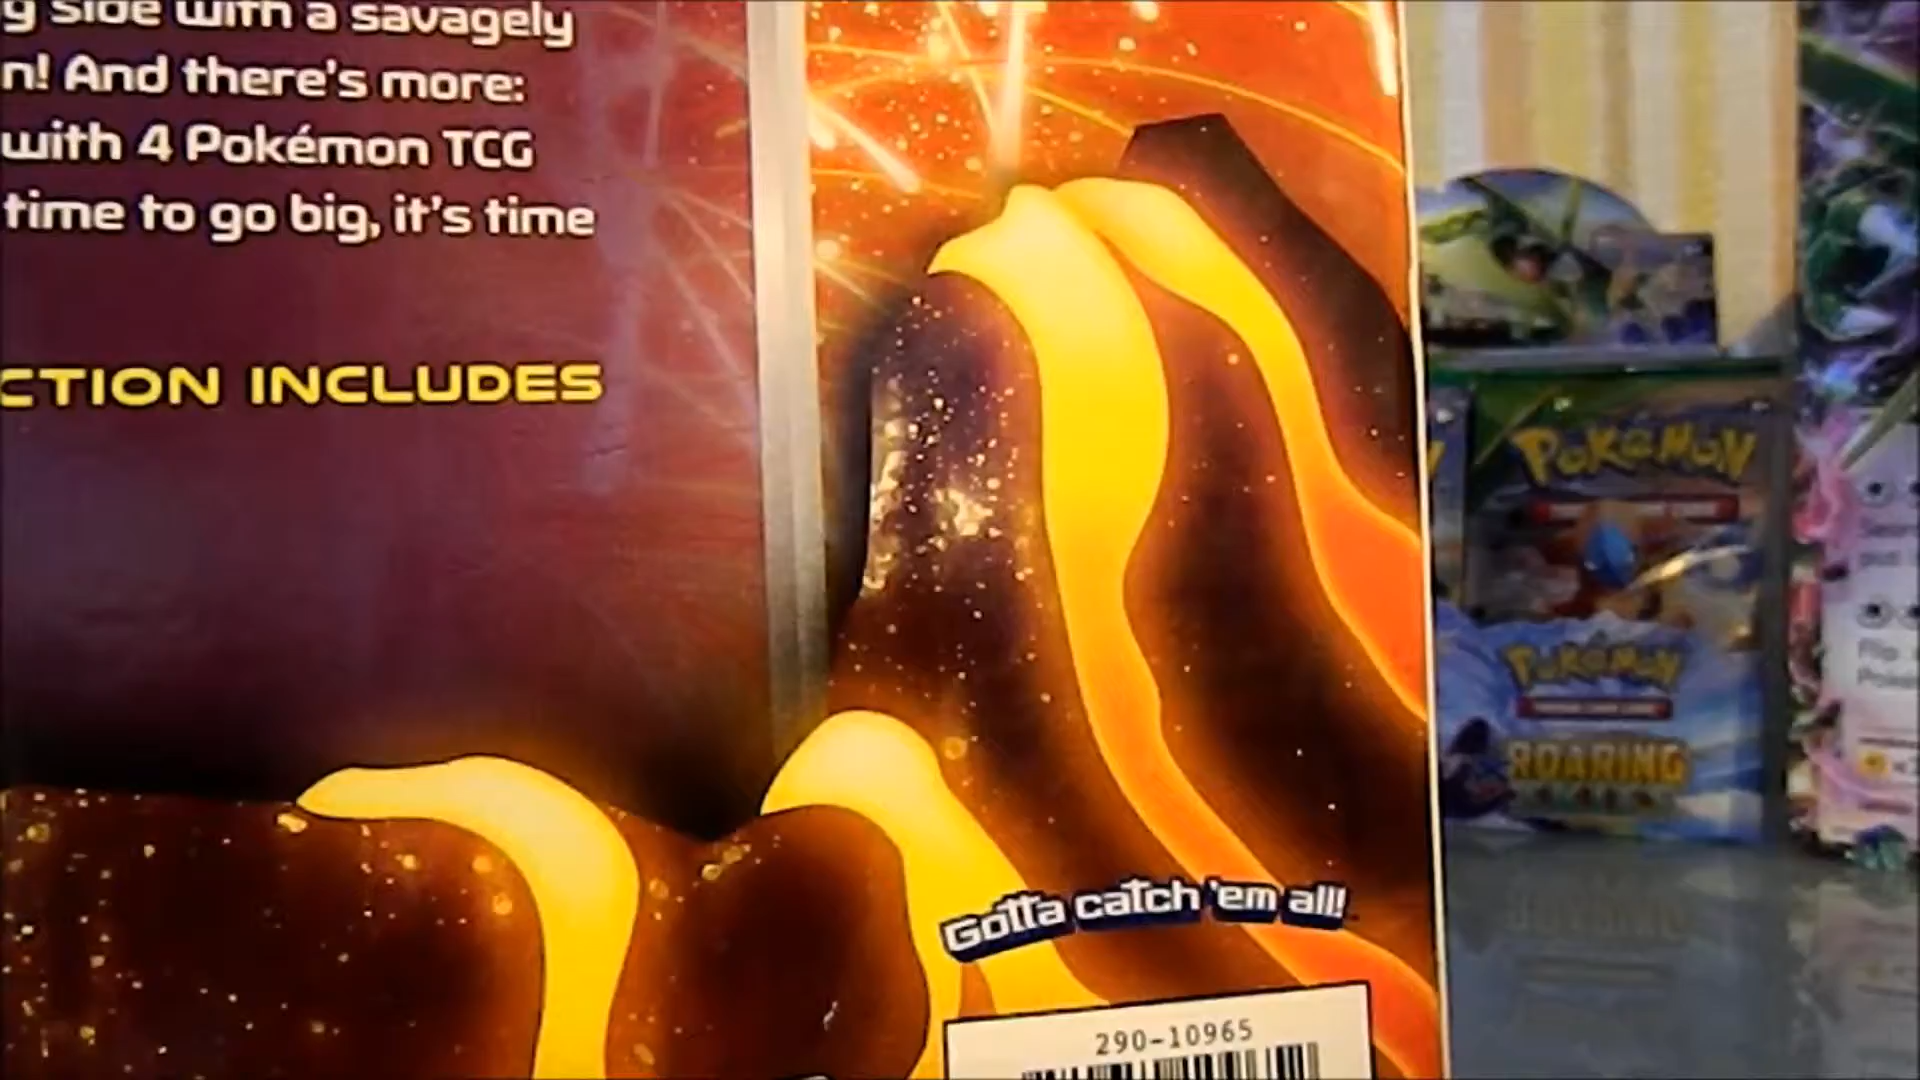 g side with a savagely
n! And there's more:
with 4 Pokémon TCG
time to go big, it's time
CTION INCLUDES
Gotta catch 'em all!
290-10965
POKéMON
POKéMON
ROARING
Flip